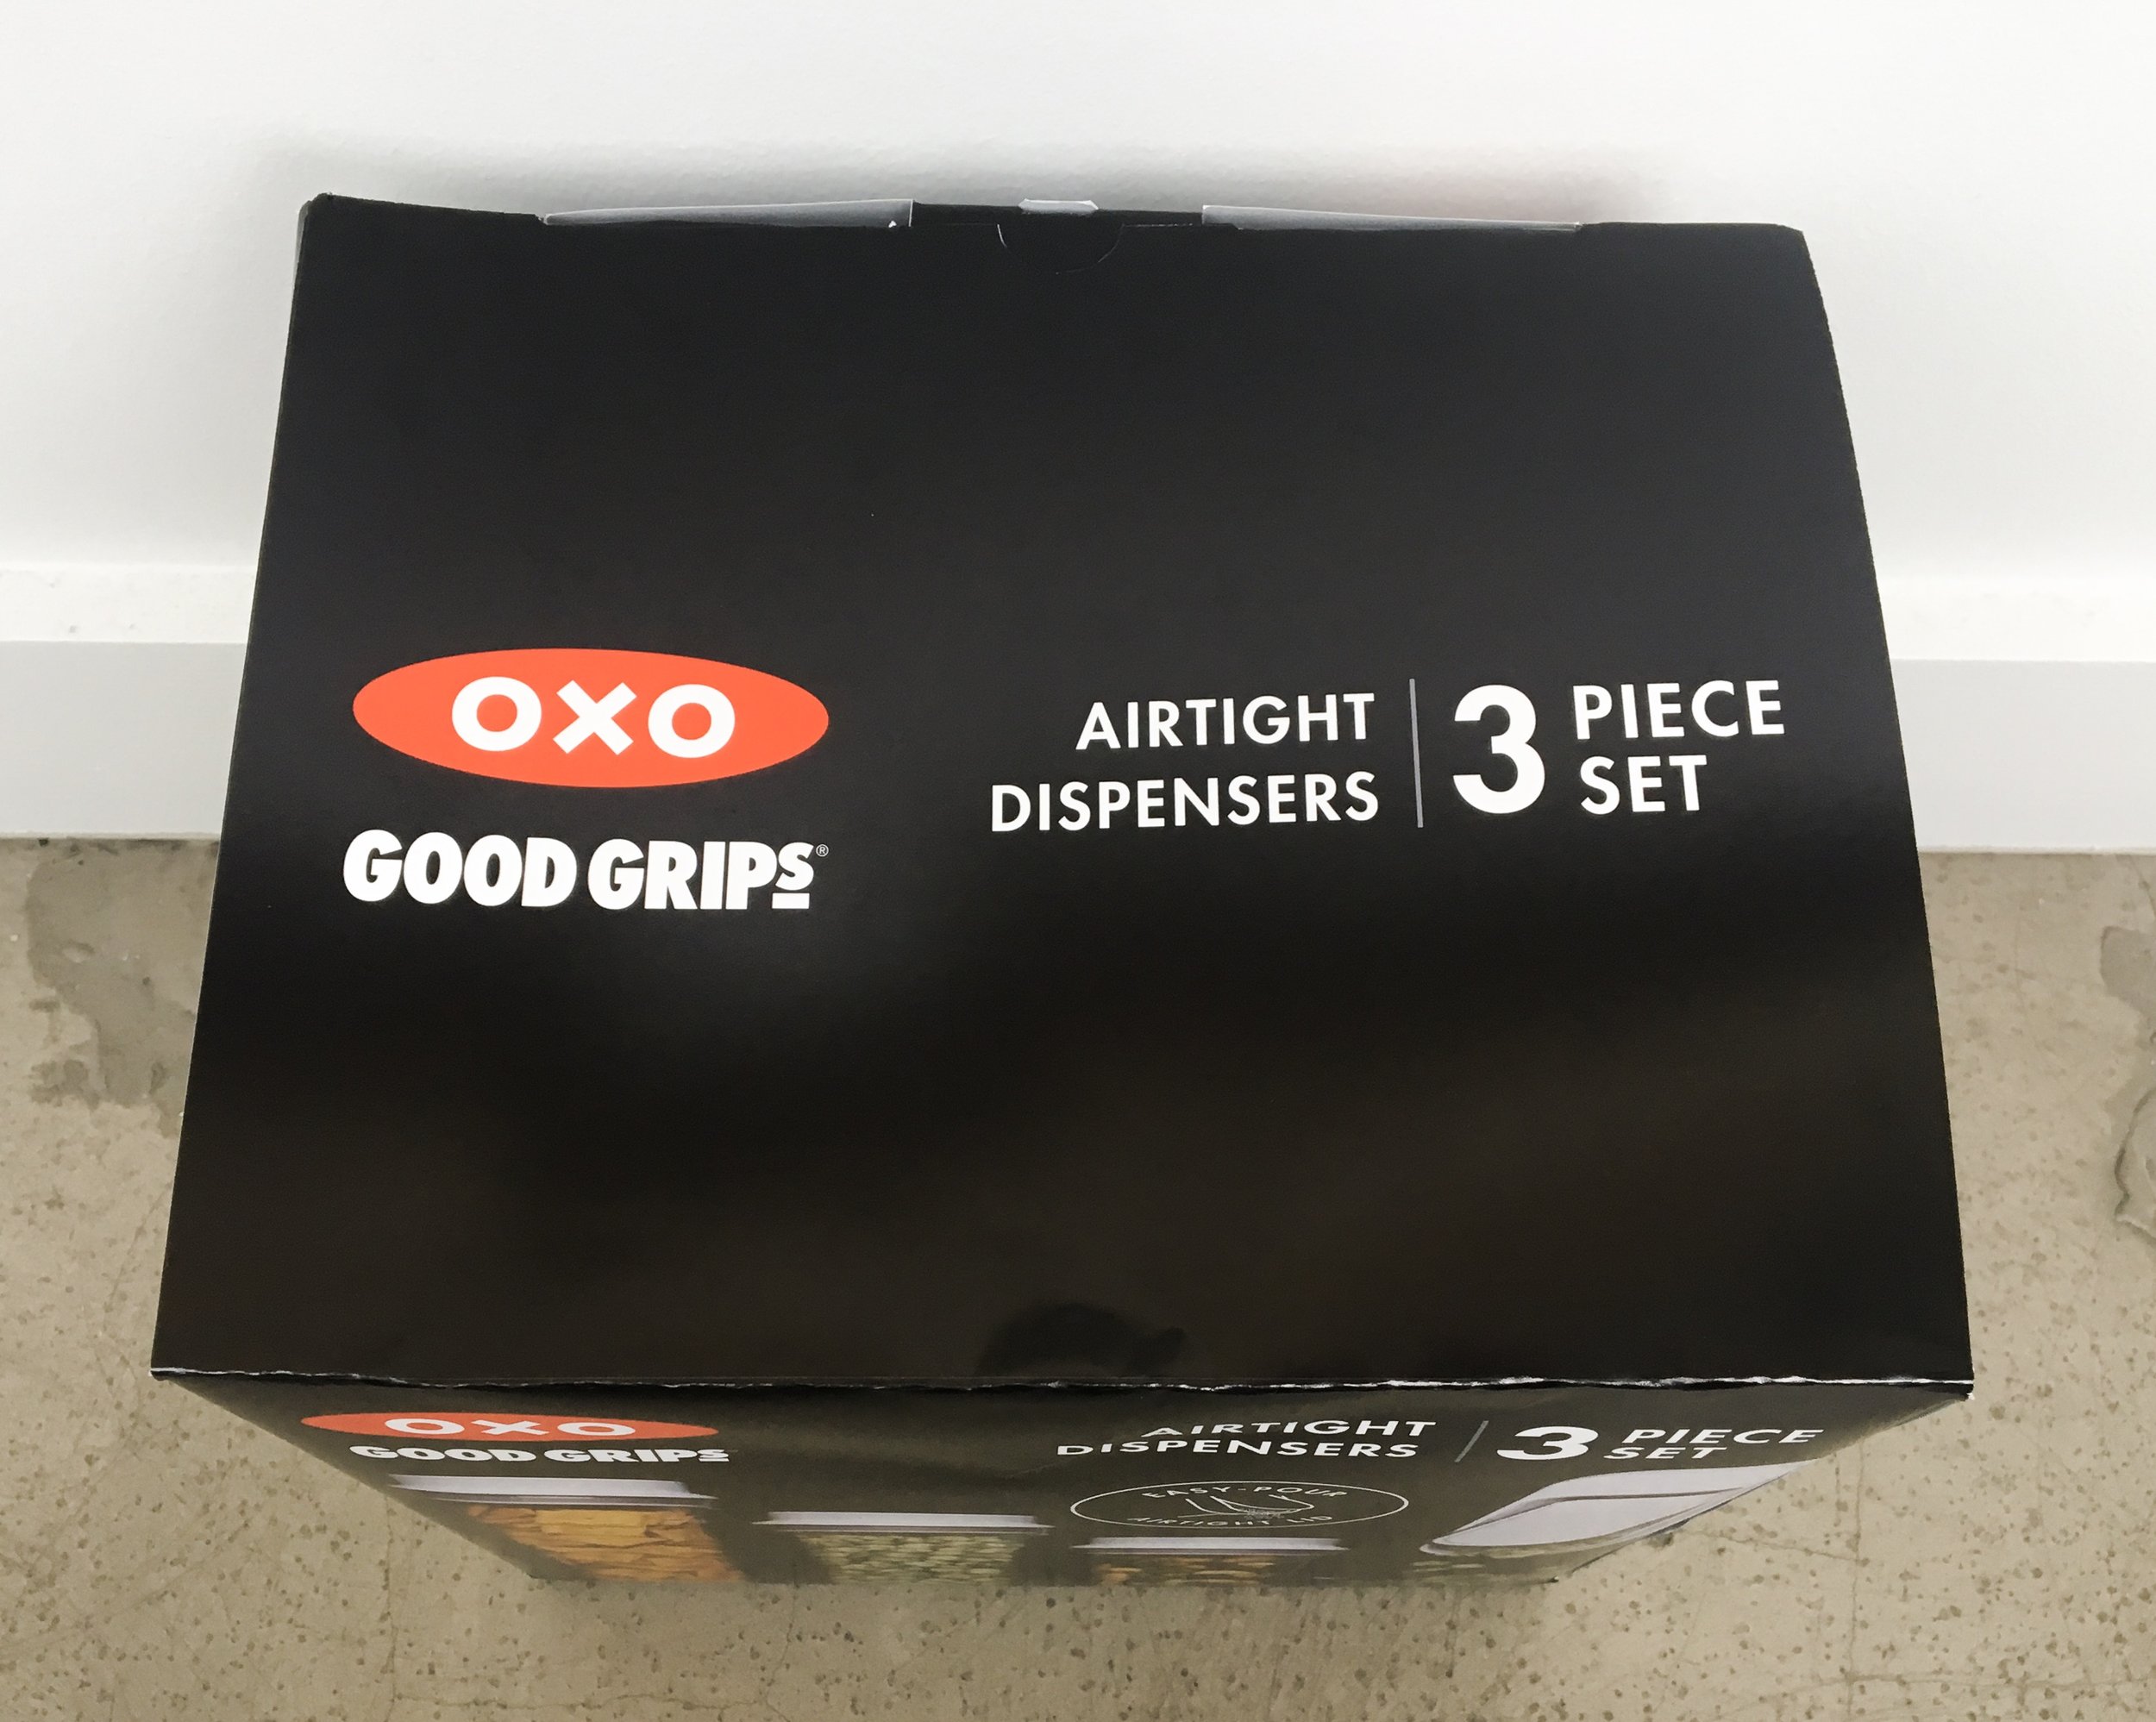 OXO
GOOD GRIPS®
AIRTIGHT
DISPENSERS
3 PIECE
SET
OXO
GOOD GRIPS
AIRTIGHT
DISPENSERS
3 PIECE
SET
EASY-POUR
AIRTIGHT LID